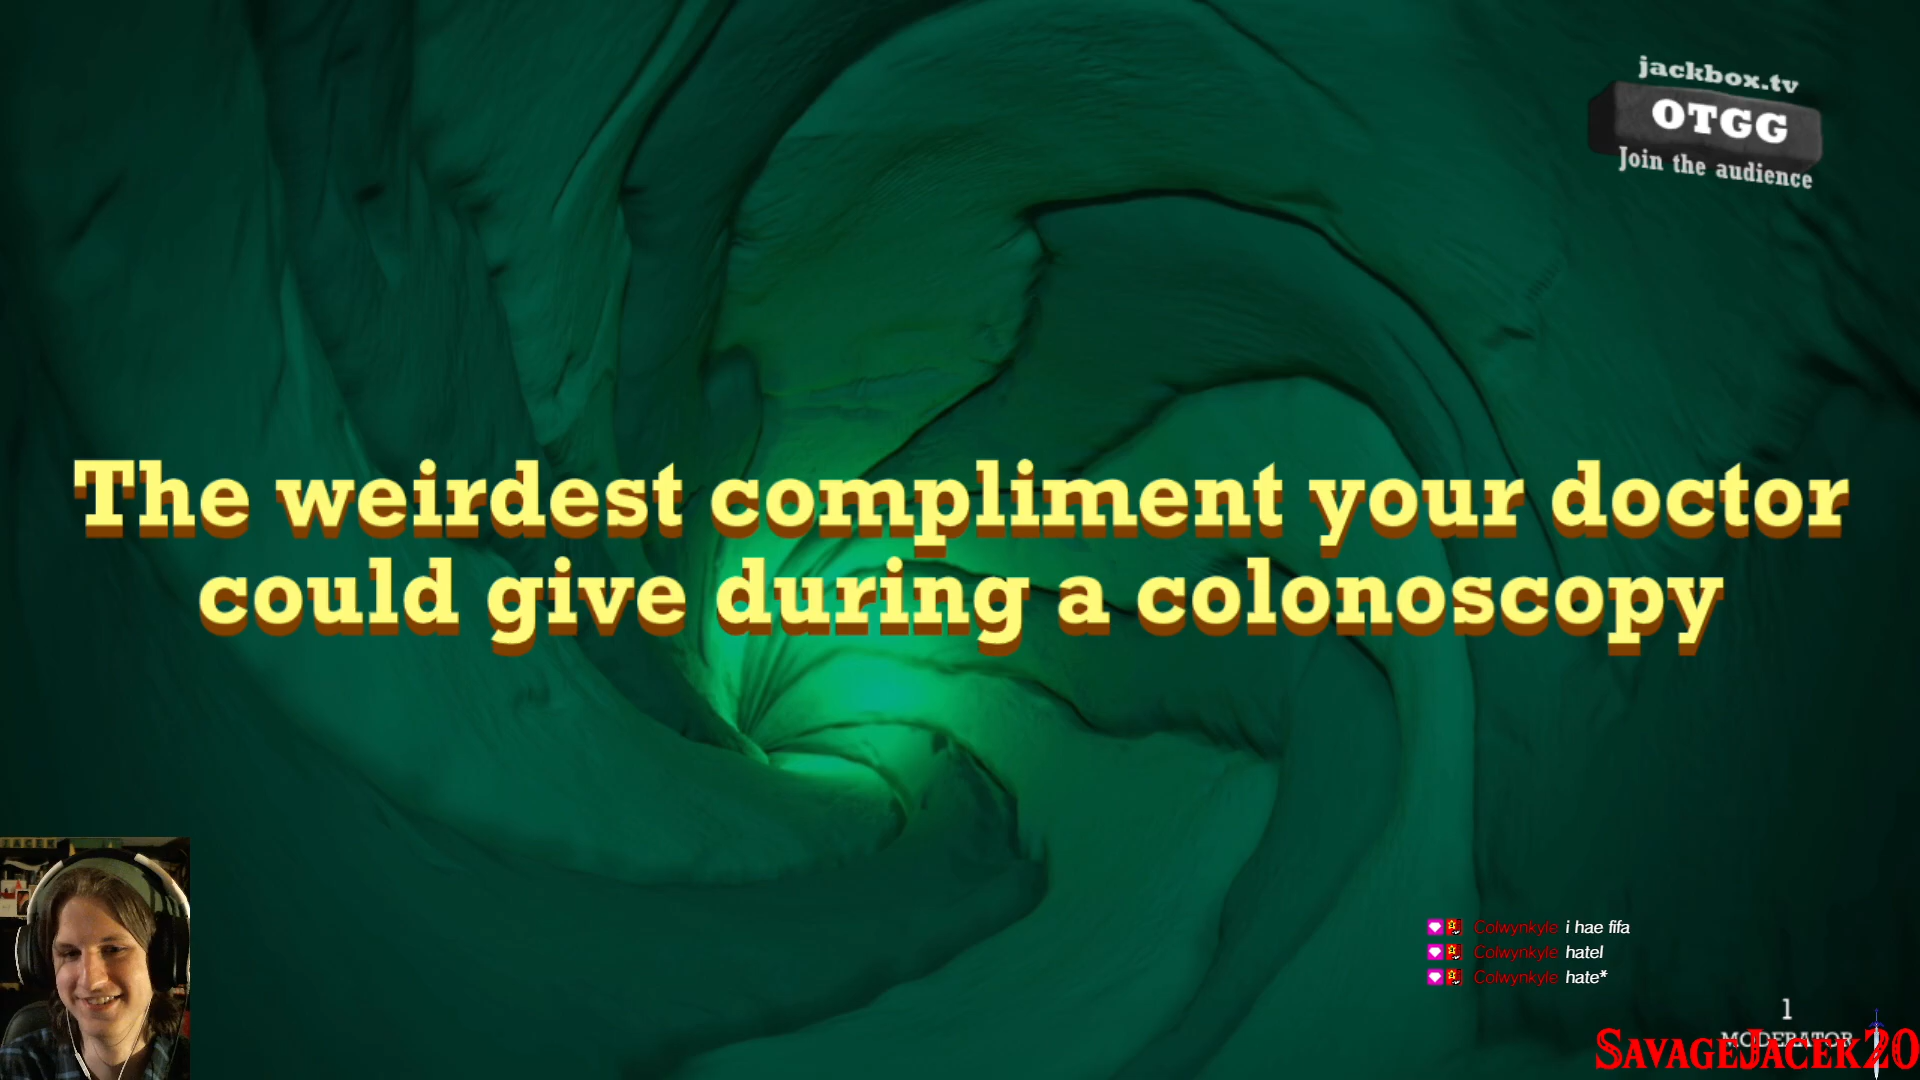 jackbox.tv
OTGG
Join the audience
The weirdest compliment your doctor
could give during a colonoscopy
Colwynkyle i hae fifa
Colwynkyle hatel
Colwynkyle hate*
1
MODERATOR
SAVAGEJACEK20